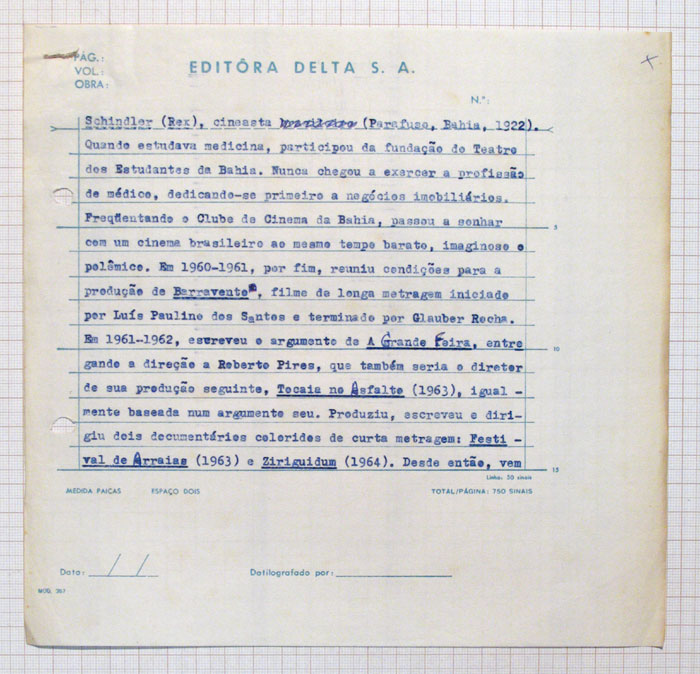 PÁG.:
VOL.:
OBRA:
EDITÔRA DELTA S. A.
N.º:
Schindler (Rex), cineasta brasileiro (Parafuso, Bahia, 1922).
Quando estudava medicina, participou da fundação do Teatro
dos Estudantes da Bahia. Nunca chegou a exercer a profissão
de médico, dedicando-se primeiro a negócios imobiliários.
Freqüentando o Clube de Cinema da Bahia, passou a sonhar
5
com um cinema brasileiro ao mesmo tempo barato, imaginoso e
polêmico. Em 1960-1961, por fim, reuniu condições para a
produção de Barravento*, filme de longa metragem iniciado
por Luís Paulino dos Santos e terminado por Glauber Rocha.
Em 1961-1962, escreveu o argumento de A Grande Feira, entre
10
gando a direção a Roberto Pires, que também seria o diretor
de sua produção seguinte, Tocaia no Asfalto (1963), igual -
mente baseada num argumento seu. Produziu, escreveu e diri-
giu dois documentários coloridos de curta metragem: Festi -
val de Arraias (1963) e Ziriguidum (1964). Desde então, vem
15
Linha: 50 sinais
MEDIDA PAICAS ESPAÇO DOIS TOTAL/PÁGINA: 750 SINAIS
Data: / / Datilografado por:
MOD. 367